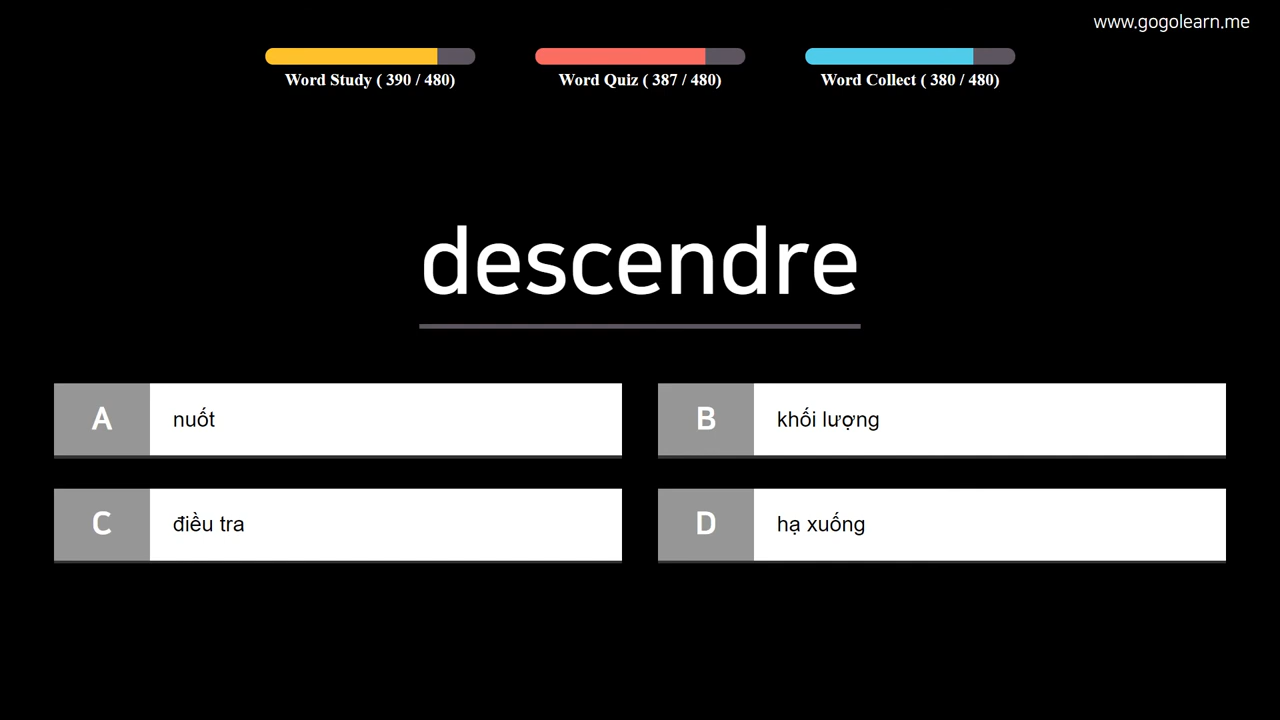 www.gogolearn.me
Word Study ( 390 / 480)
Word Quiz ( 387 / 480)
Word Collect ( 380 / 480)
descendre
A nuốt
B khối lượng
C điều tra
D hạ xuống